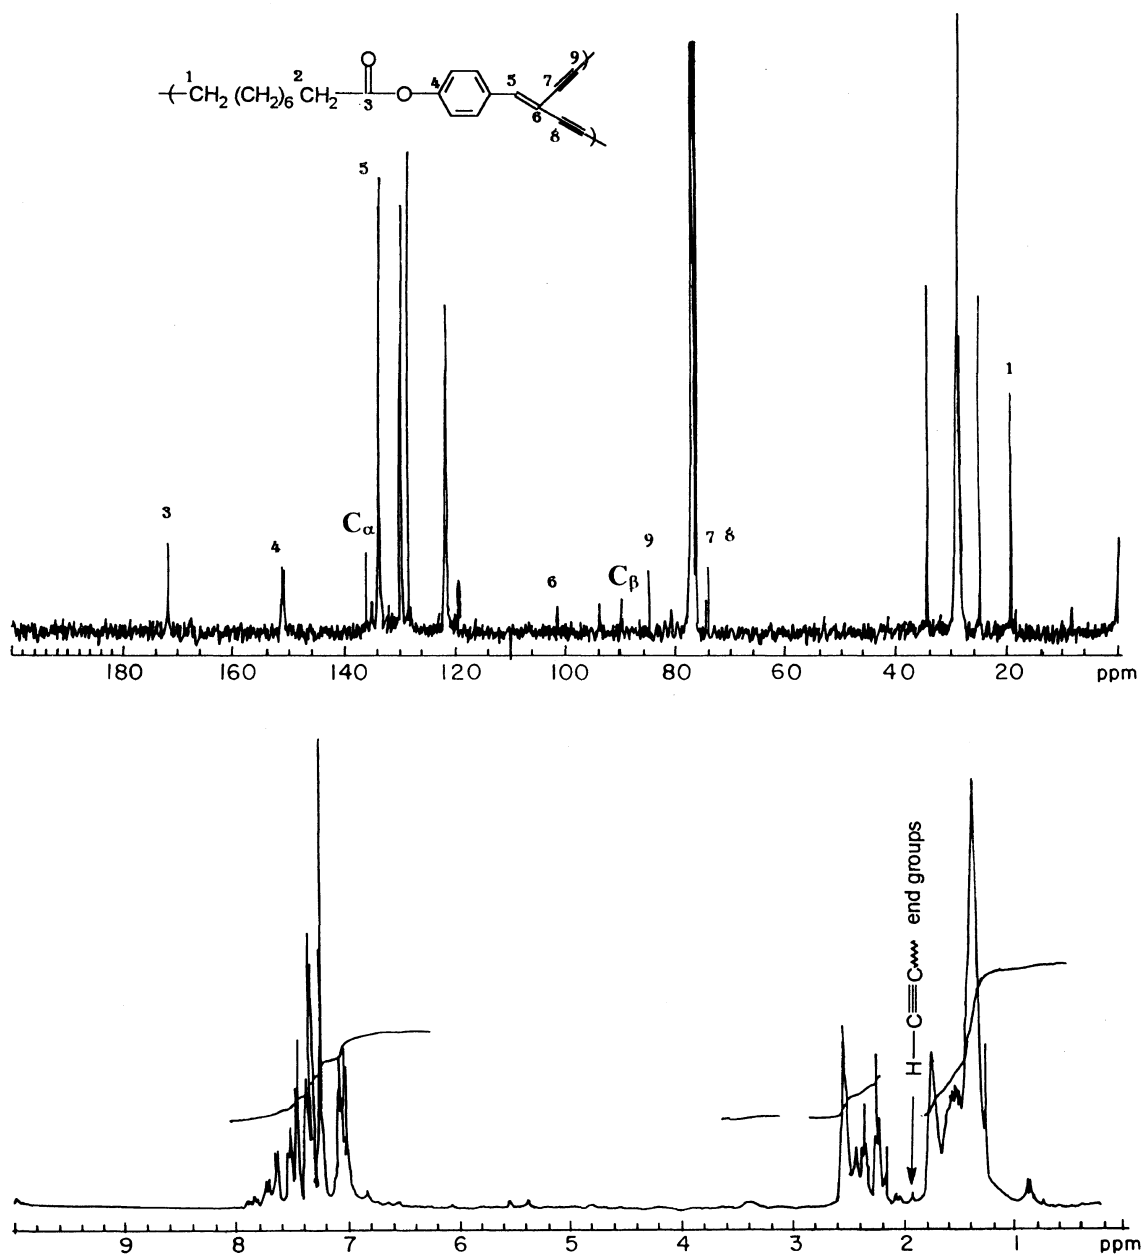 O
1 2 4 5 7 9
CH₂ (CH₂)₆ CH₂ O
3 6 8
5
1
3
Cα
4
9 7 8
6 Cβ
180 160 140 120 100 80 60 40 20 ppm
H—C≡C end groups
9 8 7 6 5 4 3 2 1 ppm